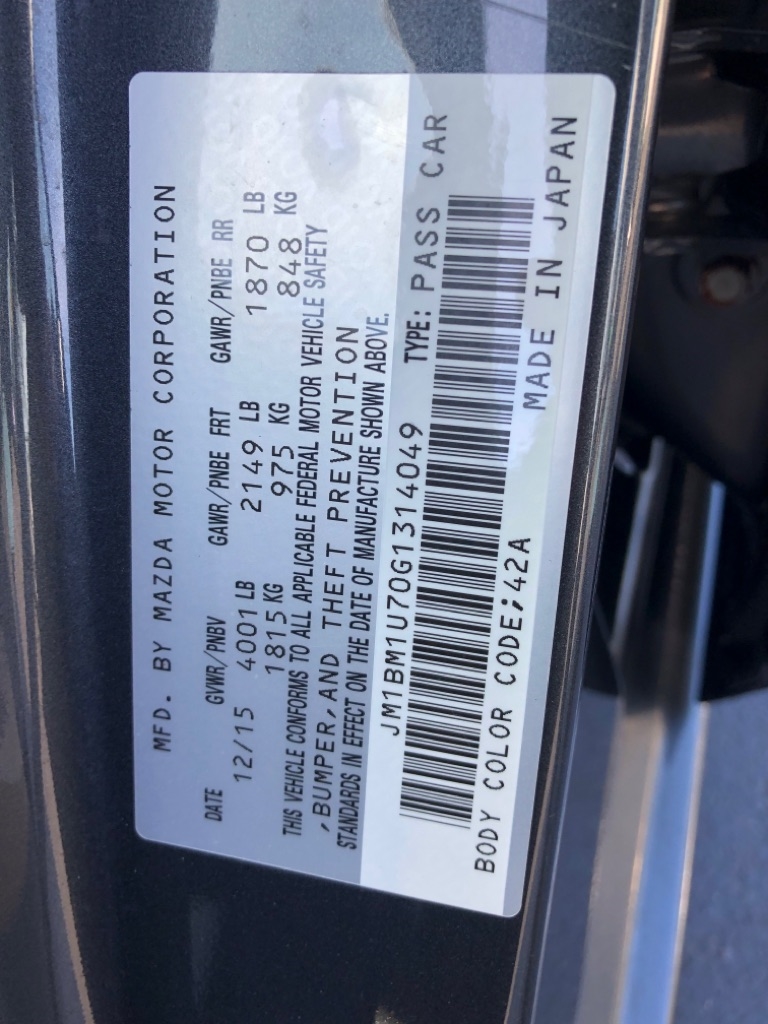 MFD. BY MAZDA MOTOR CORPORATION
DATE GVWR/PNBV GAWR/PNBE FRT GAWR/PNBE RR
12/15 4001 LB 2149 LB 1870 LB
1815 KG 975 KG 848 KG
THIS VEHICLE CONFORMS TO ALL APPLICABLE FEDERAL MOTOR VEHICLE SAFETY
,BUMPER,AND THEFT PREVENTION
STANDARDS IN EFFECT ON THE DATE OF MANUFACTURE SHOWN ABOVE.
JM1BM1U70G1314049 TYPE: PASS CAR
BODY COLOR CODE;42A MADE IN JAPAN